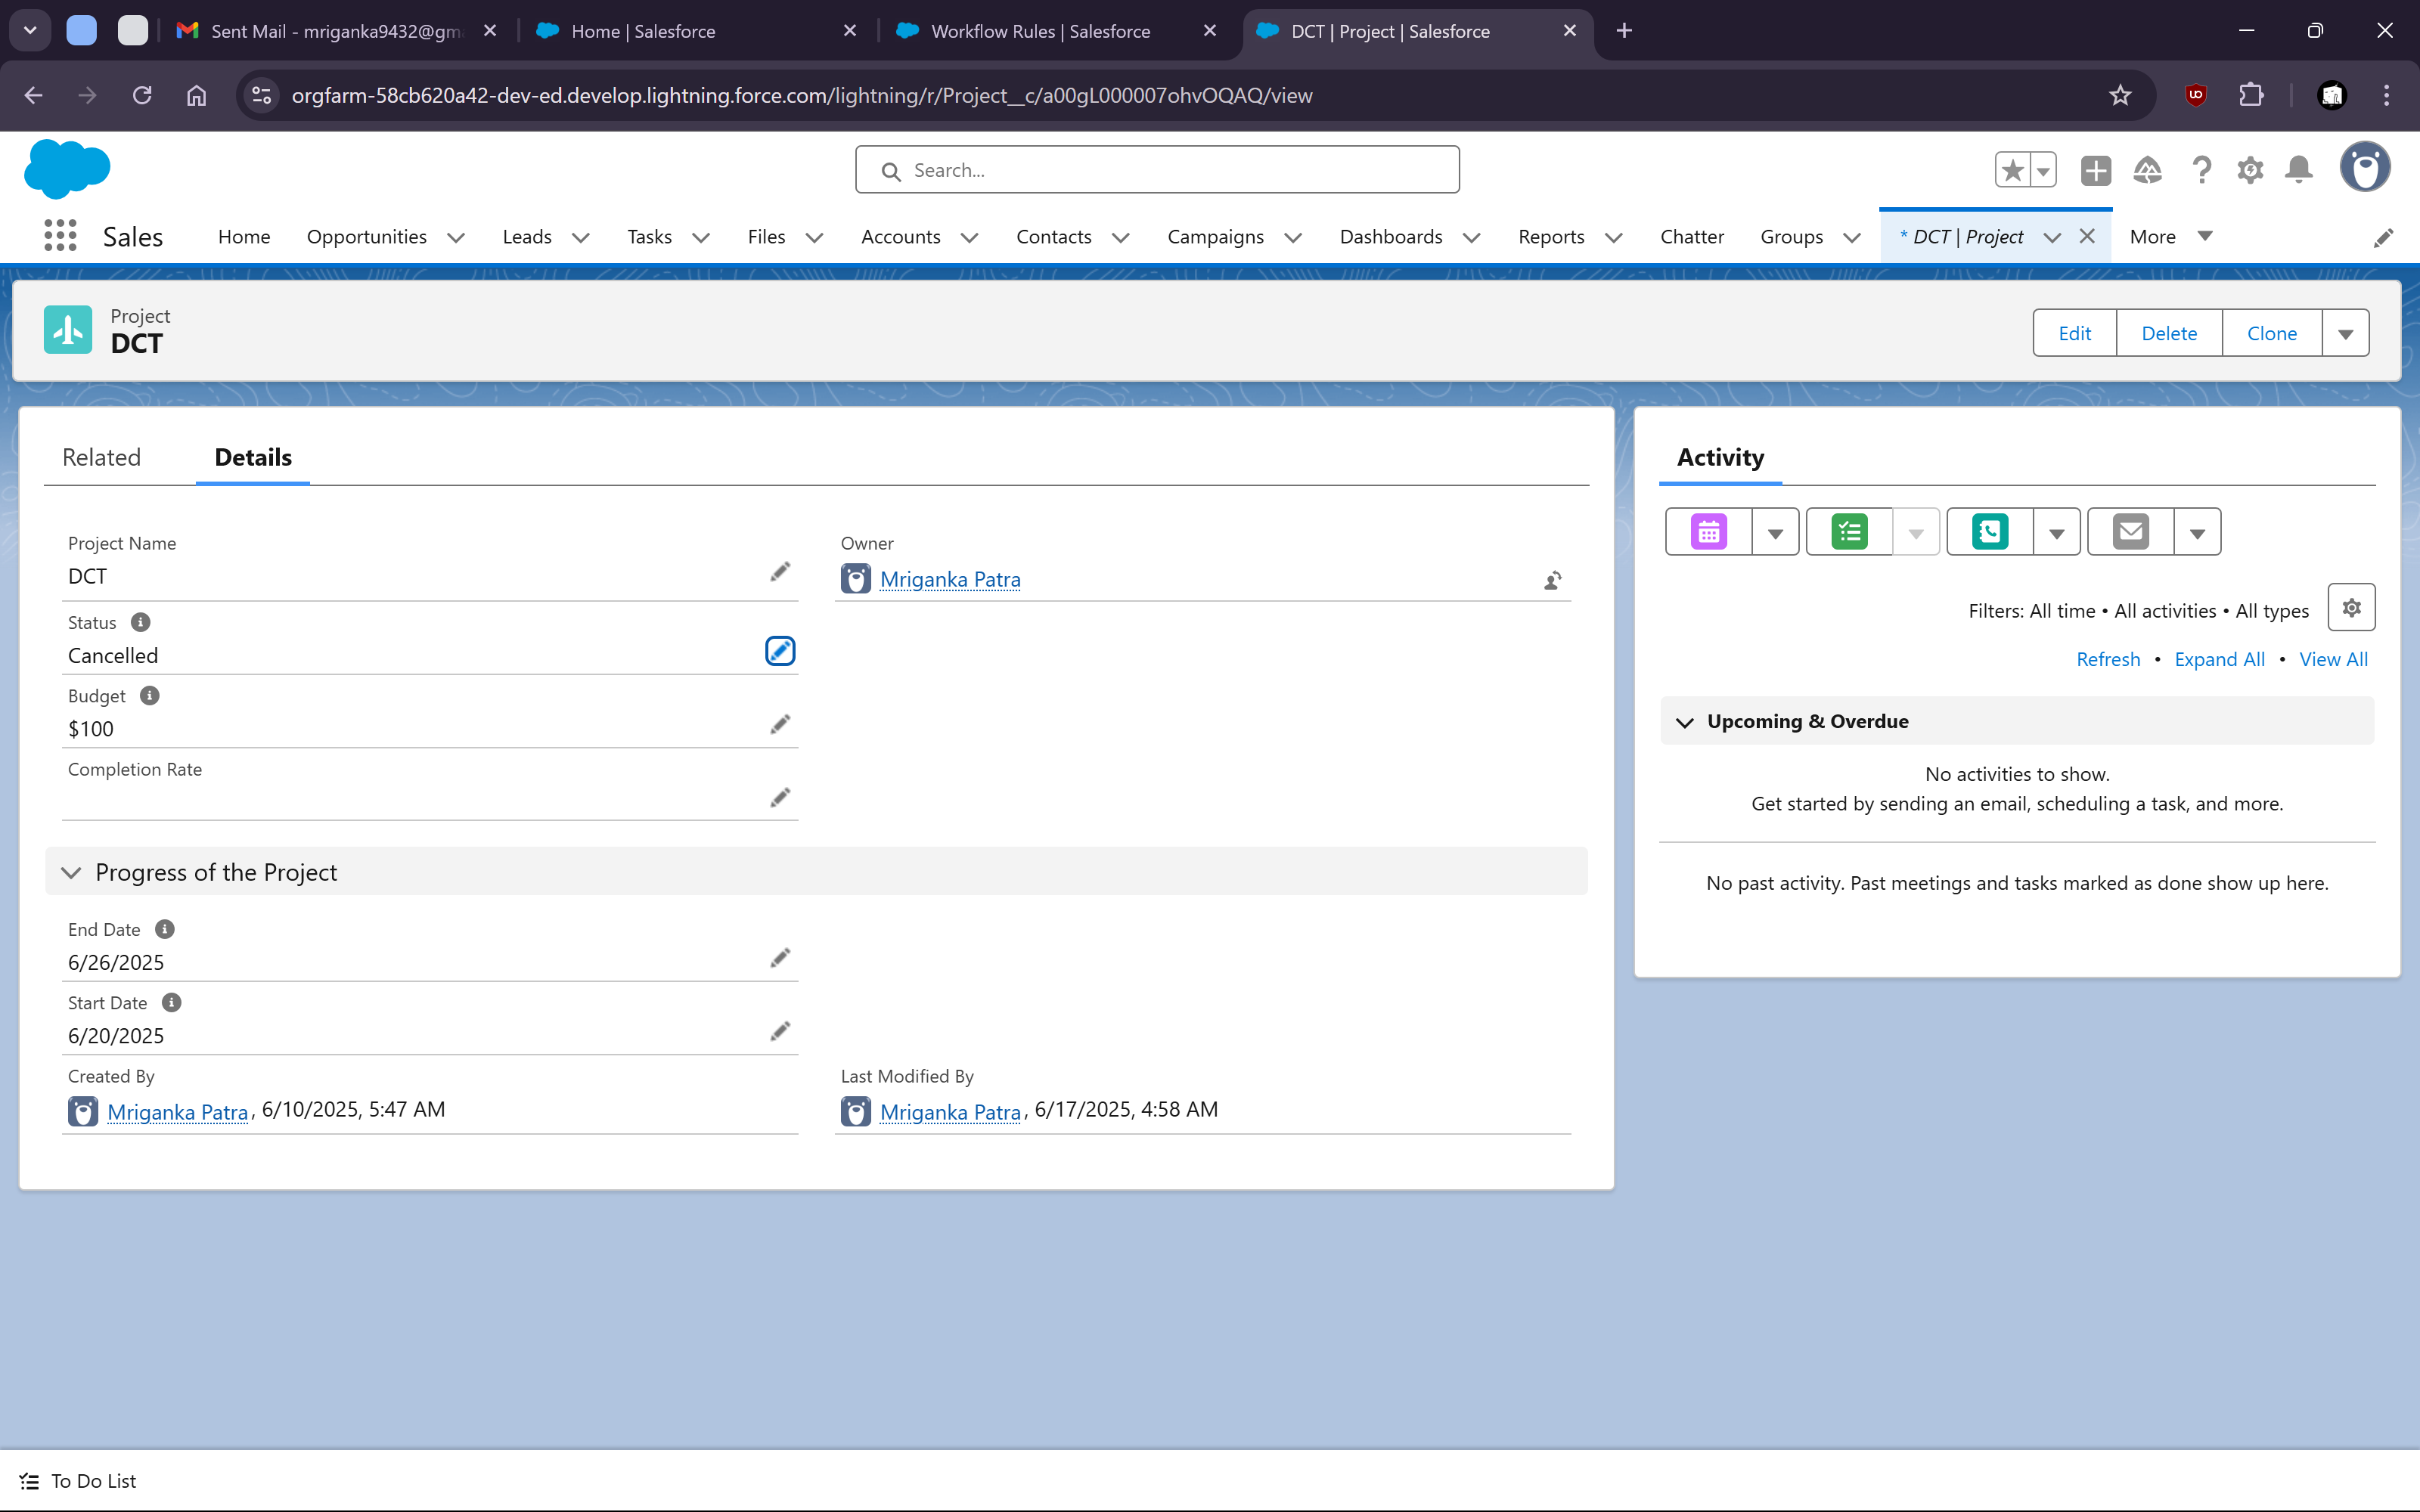 Sent Mail - mriganka9432@gm
Home | Salesforce
Workflow Rules | Salesforce
DCT | Project | Salesforce
orgfarm-58cb620a42-dev-ed.develop.lightning.force.com/lightning/r/Project__c/a00gL000007ohvOQAQ/view
Search...
Sales
Home
Opportunities
Leads
Tasks
Files
Accounts
Contacts
Campaigns
Dashboards
Reports
Chatter
Groups
* DCT | Project
More
Project
DCT
Edit
Delete
Clone
Related
Details
Project Name
DCT
Owner
Mriganka Patra
Status
Cancelled
Budget
$100
Completion Rate
Progress of the Project
End Date
6/26/2025
Start Date
6/20/2025
Created By
Mriganka Patra, 6/10/2025, 5:47 AM
Last Modified By
Mriganka Patra, 6/17/2025, 4:58 AM
Activity
Filters: All time • All activities • All types
Refresh • Expand All • View All
Upcoming & Overdue
No activities to show.
Get started by sending an email, scheduling a task, and more.
No past activity. Past meetings and tasks marked as done show up here.
To Do List